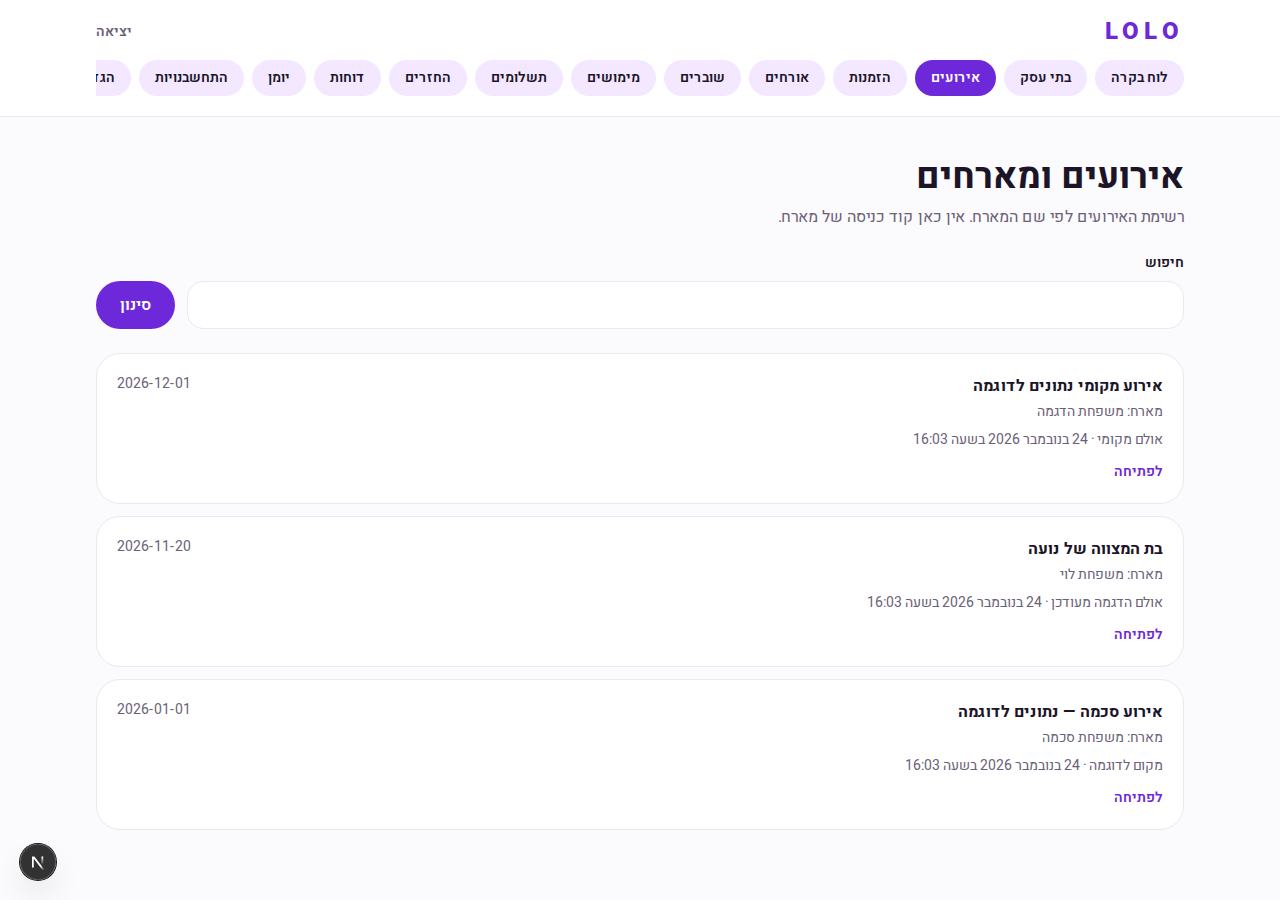 LOLO
יציאה
לוח בקרה
בתי עסק
אירועים
הזמנות
אורחים
שוברים
מימושים
תשלומים
החזרים
דוחות
יומן
התחשבנויות
אירועים ומארחים
רשימת האירועים לפי שם המארח. אין כאן קוד כניסה של מארח.
חיפוש
סינון
אירוע מקומי נתונים לדוגמה
2026-12-01
מארח: משפחת הדגמה
אולם מקומי · 24 בנובמבר 2026 בשעה 16:03
לפתיחה
בת המצווה של נועה
2026-11-20
מארח: משפחת לוי
אולם הדגמה מעודכן · 24 בנובמבר 2026 בשעה 16:03
לפתיחה
אירוע סכמה — נתונים לדוגמה
2026-01-01
מארח: משפחת סכמה
מקום לדוגמה · 24 בנובמבר 2026 בשעה 16:03
לפתיחה
N